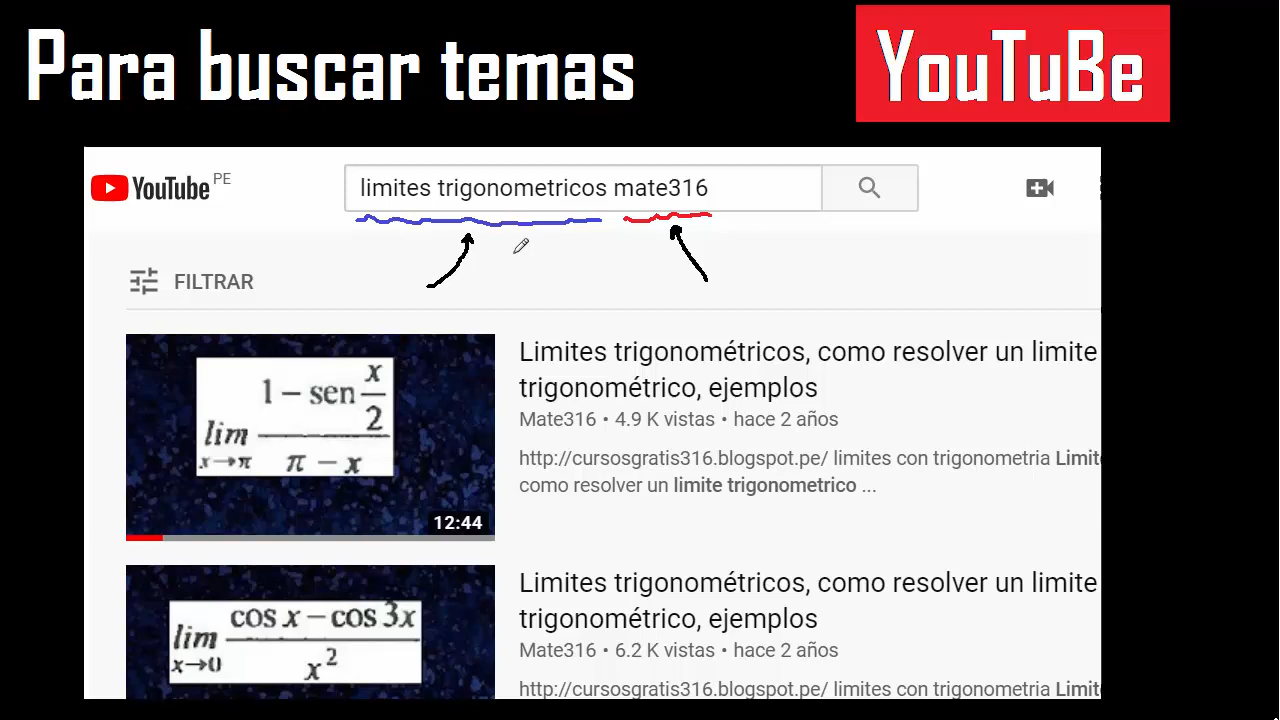 Para buscar temas
YouTuBe
YouTube PE
limites trigonometricos mate316
FILTRAR
lim x→π 1 – sen x/2 / π – x
12:44
Limites trigonométricos, como resolver un limite
trigonométrico, ejemplos
Mate316 • 4.9 K vistas • hace 2 años
http://cursosgratis316.blogspot.pe/ limites con trigonometria Limit
como resolver un limite trigonometrico ...
lim x→0 cos x – cos 3x / x²
Limites trigonométricos, como resolver un limite
trigonométrico, ejemplos
Mate316 • 6.2 K vistas • hace 2 años
http://cursosgratis316.blogspot.pe/ limites con trigonometria Limit